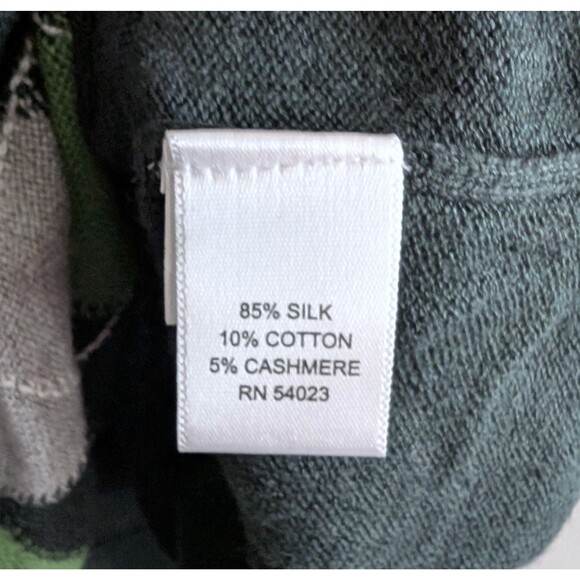 85% SILK
10% COTTON
5% CASHMERE
RN 54023